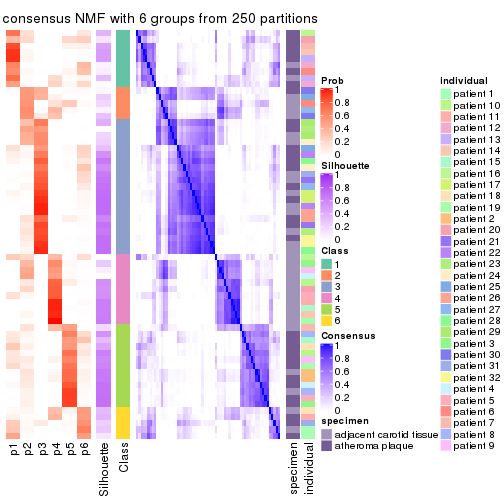 consensus NMF with 6 groups from 250 partitions
p1
p2
p3
p4
p5
p6
Silhouette
Class
specimen
individual
Prob
1
0.8
0.6
0.4
0.2
0
Silhouette
1
0.8
0.6
0.4
0.2
0
Class
1
2
3
4
5
6
Consensus
1
0.8
0.6
0.4
0.2
0
specimen
adjacent carotid tissue
atheroma plaque
individual
patient 1
patient 10
patient 11
patient 12
patient 13
patient 14
patient 15
patient 16
patient 17
patient 18
patient 19
patient 2
patient 20
patient 21
patient 22
patient 23
patient 24
patient 25
patient 26
patient 27
patient 28
patient 29
patient 3
patient 30
patient 31
patient 32
patient 4
patient 5
patient 6
patient 7
patient 8
patient 9